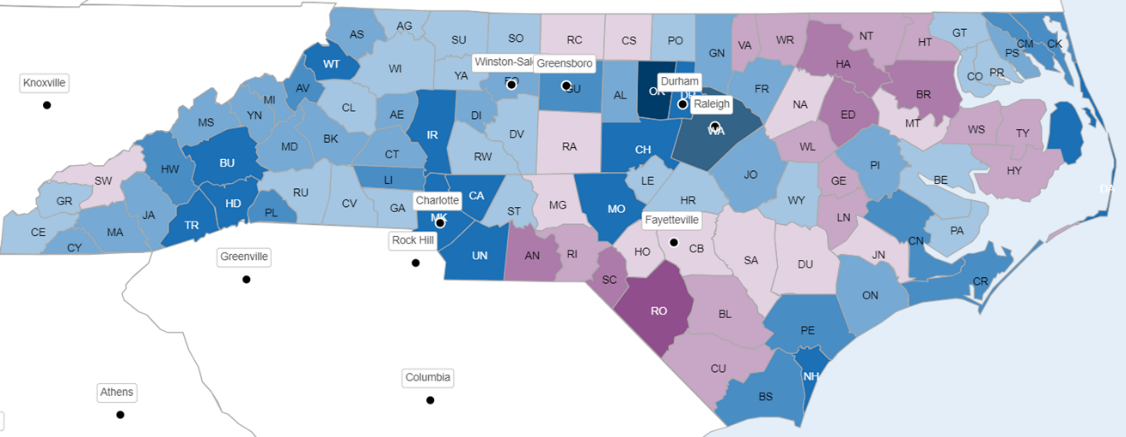 AG
AS
SU
SO
RC
CS
PO
GN
VA
WR
NT
HT
GT
CM
CK
PS
WT
WI
YA
Winston-Sal
Greensboro
FO
GU
AL
Durham
Raleigh
WA
FR
HA
BR
CO
PR
Knoxville
AV
MI
YN
MS
CL
AE
DI
DV
NA
ED
MT
WS
TY
MD
BK
IR
RA
CH
WL
HY
HW
BU
CT
RW
LI
LE
JO
PI
BE
SW
GR
RU
CV
GA
CA
ST
MG
MO
HR
WY
GE
LN
DA
JA
TR
HD
PL
Charlotte
MK
Fayetteville
CE
CY
MA
Rock Hill
Greenville
UN
AN
RI
SC
HO
CB
SA
DU
JN
CN
PA
CR
ON
RO
BL
PE
CU
NH
BS
Columbia
Athens